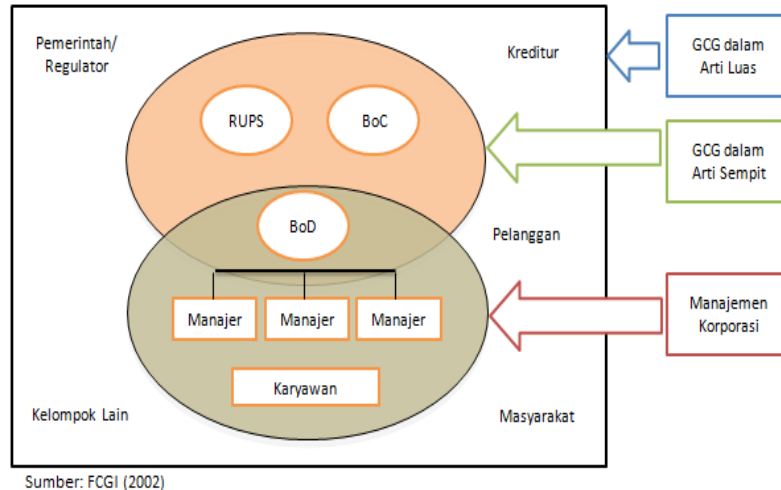 Pemerintah/
Regulator
Kreditur
GCG dalam
Arti Luas
RUPS
BoC
GCG dalam
Arti Sempit
BoD
Pelanggan
Manajer
Manajer
Manajer
Manajemen
Korporasi
Karyawan
Kelompok Lain
Masyarakat
Sumber: FCGI (2002)